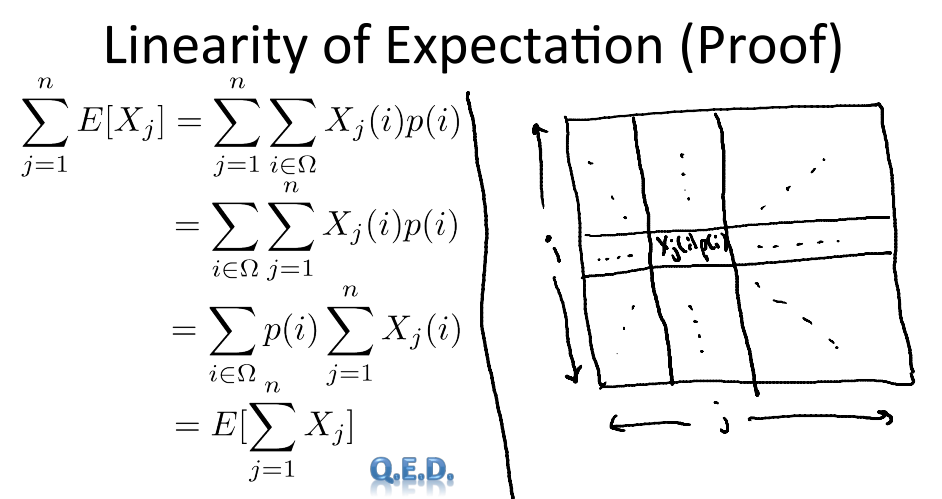 Linearity of Expectation (Proof)
\sum_{j=1}^{n} E[X_j] = \sum_{j=1}^{n} \sum_{i \in \Omega} X_j(i)p(i)
= \sum_{i \in \Omega} \sum_{j=1}^{n} X_j(i)p(i)
= \sum_{i \in \Omega} p(i) \sum_{j=1}^{n} X_j(i)
= E[\sum_{j=1}^{n} X_j]
Q.E.D.
i
X_j(i)p(i)
j